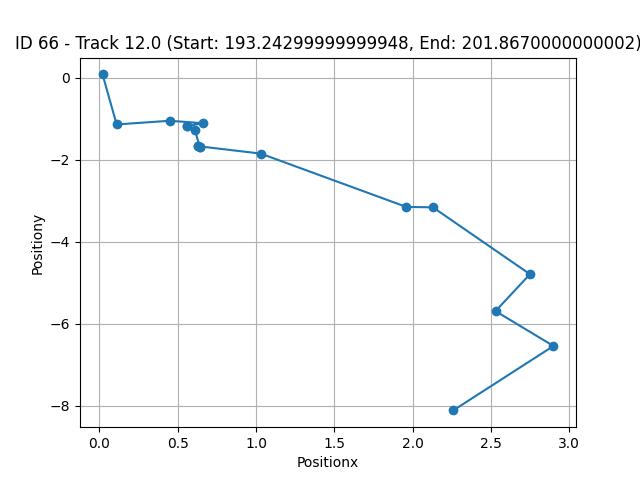 ID 66 - Track 12.0 (Start: 193.24299999999948, End: 201.8670000000002)
0
−2
−4
−6
−8
Positiony
0.0 0.5 1.0 1.5 2.0 2.5 3.0
Positionx